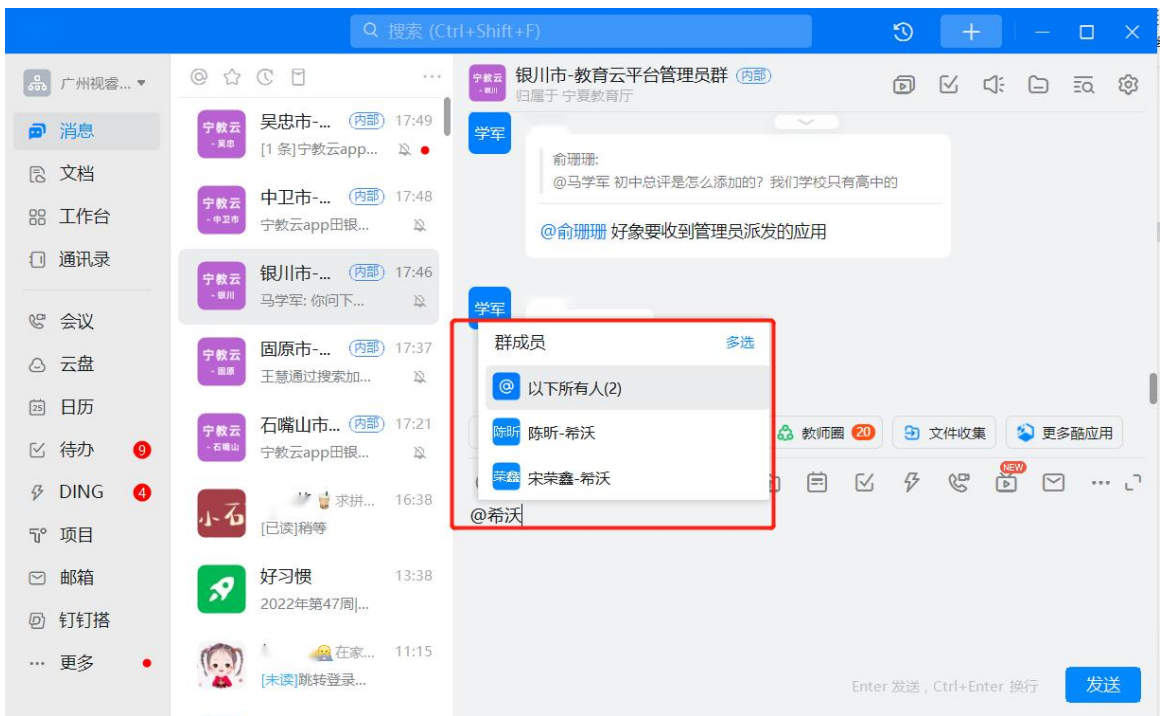 搜索 (Ctrl+Shift+F)
广州视睿...
消息
文档
工作台
通讯录
会议
云盘
25
日历
待办
9
DING
4
项目
邮箱
钉钉搭
更多
宁教云
-吴忠
吴忠市-... 内部 17:49
[1 条]宁教云app...
宁教云
-中卫市
中卫市-... 内部 17:48
宁教云app田银...
宁教云
-银川
银川市-... 内部 17:46
马学军: 你问下...
宁教云
-固原
固原市-... 内部 17:37
王慧通过搜索加...
宁教云
-石嘴山
石嘴山市... 内部 17:21
宁教云app田银...
小石
求拼... 16:38
[已读]稍等
好习惯 13:38
2022年第47周|...
在家... 11:15
[未读]跳转登录...
宁教云
-银川
银川市-教育云平台管理员群 内部
归属于 宁夏教育厅
学军
俞珊珊:
@马学军 初中总评是怎么添加的？我们学校只有高中的
@俞珊珊 好象要收到管理员派发的应用
学军
群成员 多选
@ 以下所有人(2)
陈昕 陈昕-希沃
荣鑫 宋荣鑫-希沃
教师圈 20 文件收集 更多酷应用
NEW
@希沃
Enter 发送 , Ctrl+Enter 换行
发送